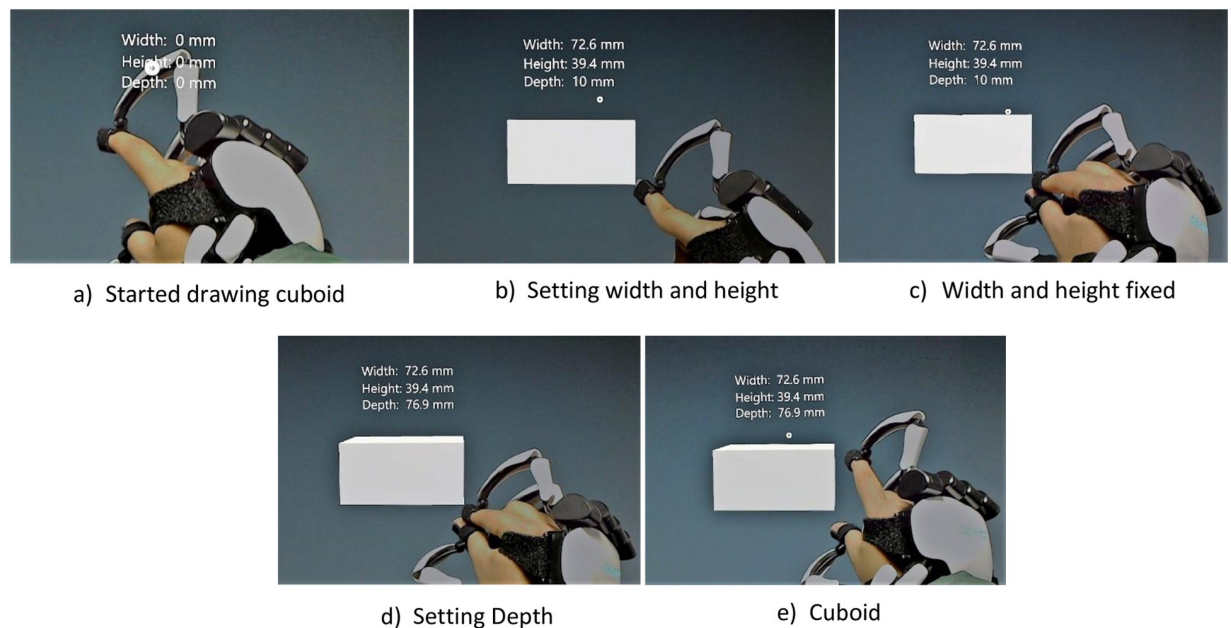 Width: 0 mm
Height: 0 mm
Depth: 0 mm
Width: 72.6 mm
Height: 39.4 mm
Depth: 10 mm
Width: 72.6 mm
Height: 39.4 mm
Depth: 10 mm
a) Started drawing cuboid
b) Setting width and height
c) Width and height fixed
Width: 72.6 mm
Height: 39.4 mm
Depth: 76.9 mm
Width: 72.6 mm
Height: 39.4 mm
Depth: 76.9 mm
d) Setting Depth
e) Cuboid